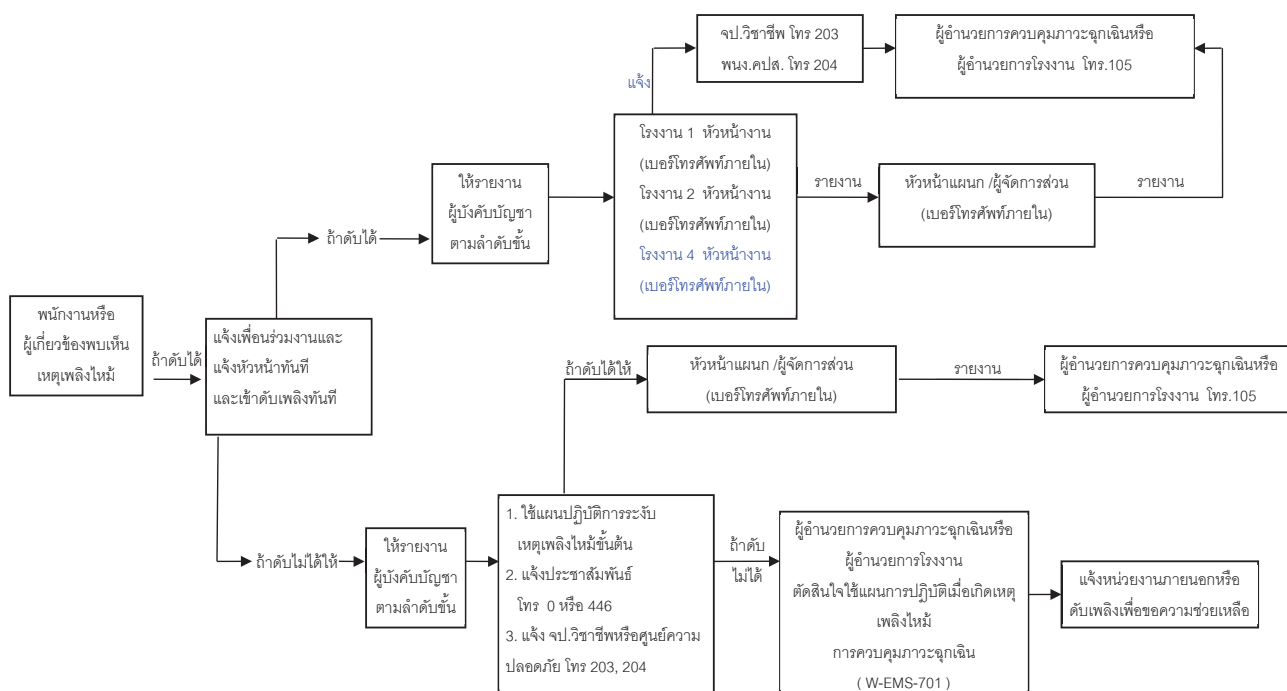 จป.วิชาชีพ โทร 203
พนง.คปส. โทร 204
ผู้อำนวยการควบคุมภาวะฉุกเฉินหรือ
ผู้อำนวยการโรงงาน โทร.105
แจ้ง
โรงงาน 1 หัวหน้างาน
(เบอร์โทรศัพท์ภายใน)
โรงงาน 2 หัวหน้างาน
(เบอร์โทรศัพท์ภายใน)
โรงงาน 4 หัวหน้างาน
(เบอร์โทรศัพท์ภายใน)
รายงาน
หัวหน้าแผนก /ผู้จัดการส่วน
(เบอร์โทรศัพท์ภายใน)
รายงาน
ให้รายงาน
ผู้บังคับบัญชา
ตามลำดับขั้น
ถ้าดับได้
พนักงานหรือ
ผู้เกี่ยวข้องพบเห็น
เหตุเพลิงไหม้
ถ้าดับได้
แจ้งเพื่อนร่วมงานและ
แจ้งหัวหน้าทันที
และเข้าดับเพลิงทันที
ถ้าดับได้ให้
หัวหน้าแผนก /ผู้จัดการส่วน
(เบอร์โทรศัพท์ภายใน)
รายงาน
ผู้อำนวยการควบคุมภาวะฉุกเฉินหรือ
ผู้อำนวยการโรงงาน โทร.105
ถ้าดับไม่ได้ให้
ให้รายงาน
ผู้บังคับบัญชา
ตามลำดับขั้น
1. ใช้แผนปฏิบัติการระงับ
เหตุเพลิงไหม้ขั้นต้น
2. แจ้งประชาสัมพันธ์
โทร 0 หรือ 446
3. แจ้ง จป.วิชาชีพหรือศูนย์ความ
ปลอดภัย โทร 203, 204
ถ้าดับ
ไม่ได้
ผู้อำนวยการควบคุมภาวะฉุกเฉินหรือ
ผู้อำนวยการโรงงาน
ตัดสินใจใช้แผนการปฏิบัติเมื่อเกิดเหตุ
เพลิงไหม้
การควบคุมภาวะฉุกเฉิน
( W-EMS-701 )
แจ้งหน่วยงานภายนอกหรือ
ดับเพลิงเพื่อขอความช่วยเหลือ